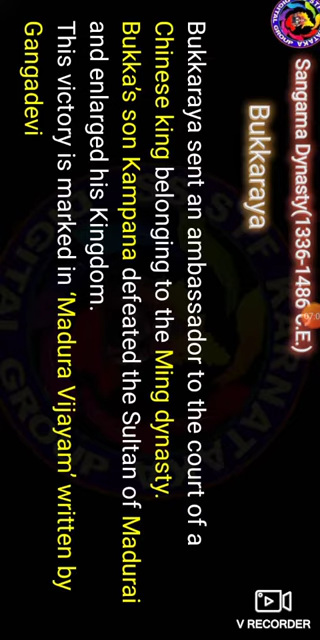 Sangama Dynasty(1336-1486 C.E.)
Bukkaraya
Bukkaraya sent an ambassador to the court of a
Chinese king belonging to the Ming dynasty.
Bukka's son Kampana defeated the Sultan of Madurai
and enlarged his Kingdom.
This victory is marked in 'Madura Vijayam' written by
Gangadevi
V RECORDER